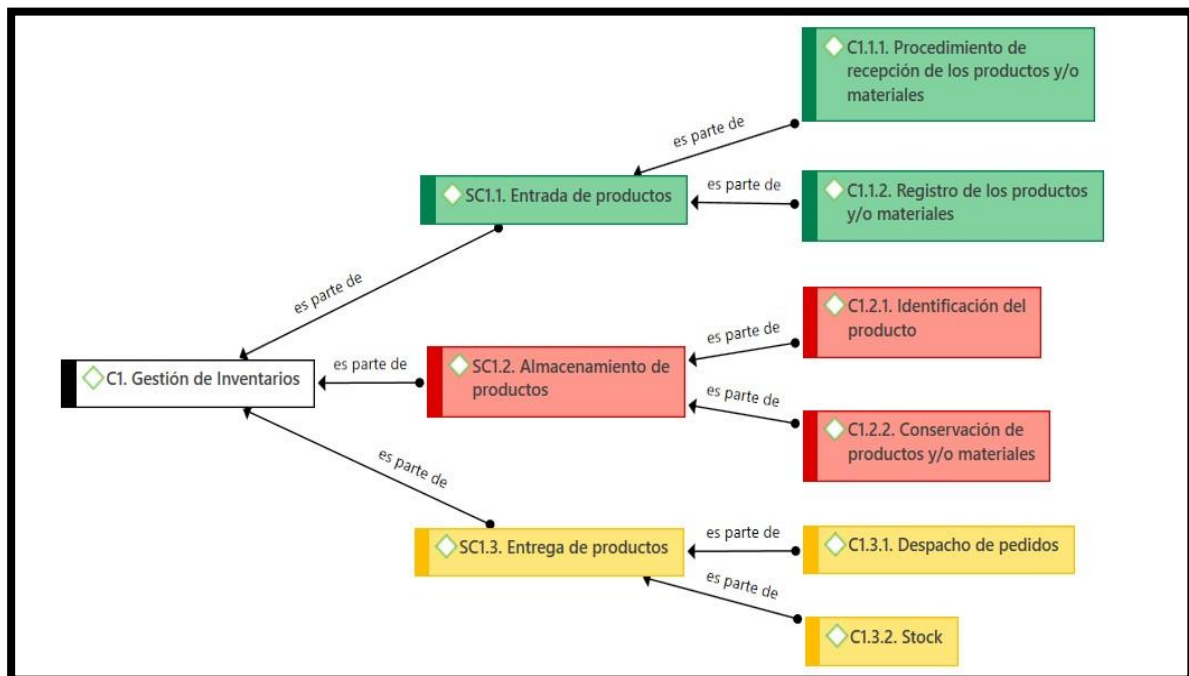 C1.1.1. Procedimiento de
recepción de los productos y/o
materiales
es parte de
SC1.1. Entrada de productos
es parte de
C1.1.2. Registro de los productos
y/o materiales
es parte de
C1.2.1. Identificación del
producto
es parte de
C1. Gestión de Inventarios
es parte de
SC1.2. Almacenamiento de
productos
es parte de
C1.2.2. Conservación de
productos y/o materiales
es parte de
SC1.3. Entrega de productos
es parte de
C1.3.1. Despacho de pedidos
es parte de
C1.3.2. Stock